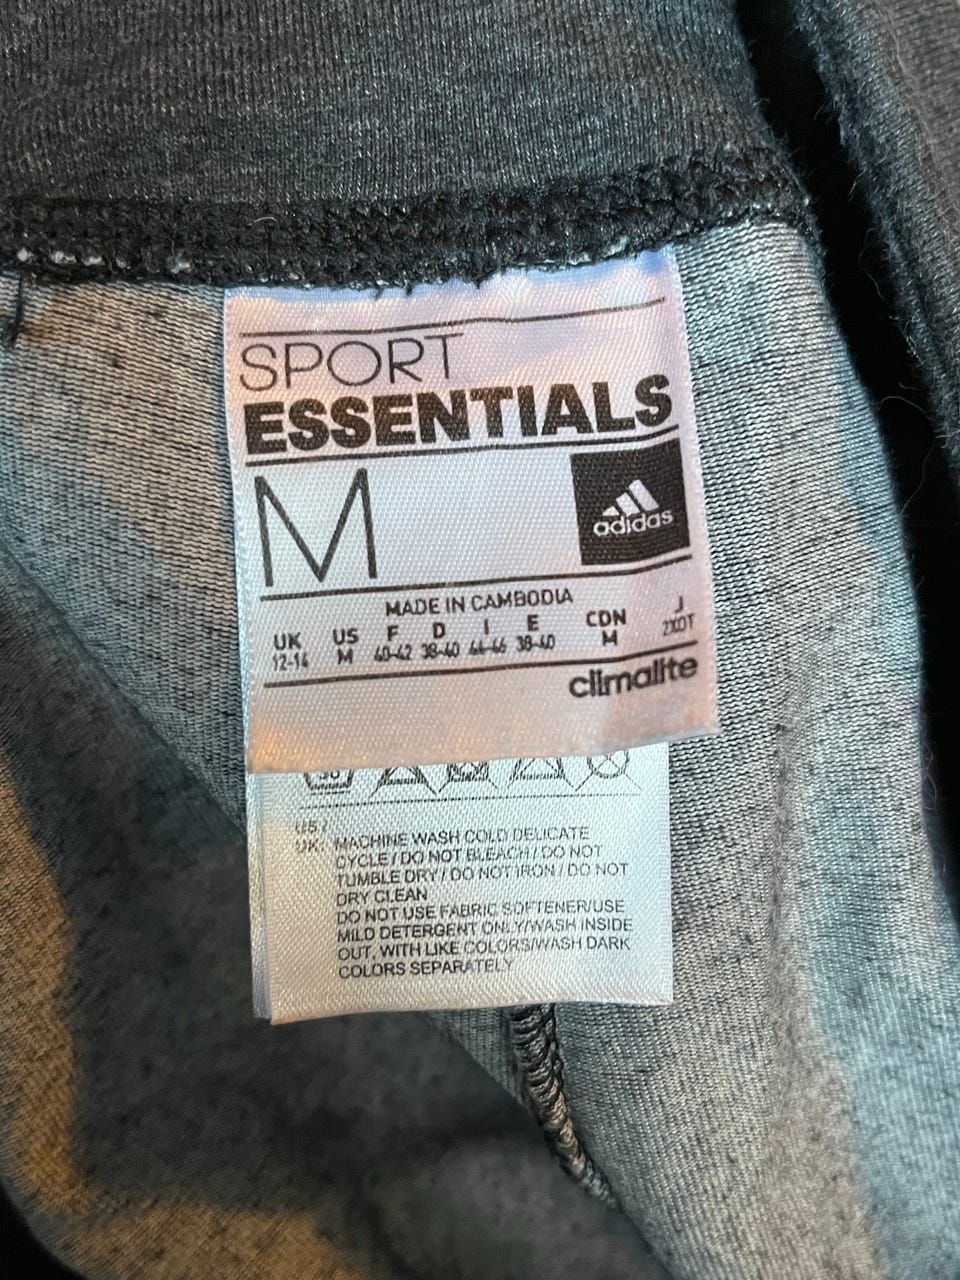 SPORT
ESSENTIALS
M
adidas
MADE IN CAMBODIA
UK US F D I E CDN J
12-14 M 40-42 38-40 44-46 38-40 M 2XOT
climalite
US /
UK: MACHINE WASH COLD DELICATE
CYCLE / DO NOT BLEACH / DO NOT
TUMBLE DRY / DO NOT IRON / DO NOT
DRY CLEAN
DO NOT USE FABRIC SOFTENER/USE
MILD DETERGENT ONLY/WASH INSIDE
OUT, WITH LIKE COLORS/WASH DARK
COLORS SEPARATELY